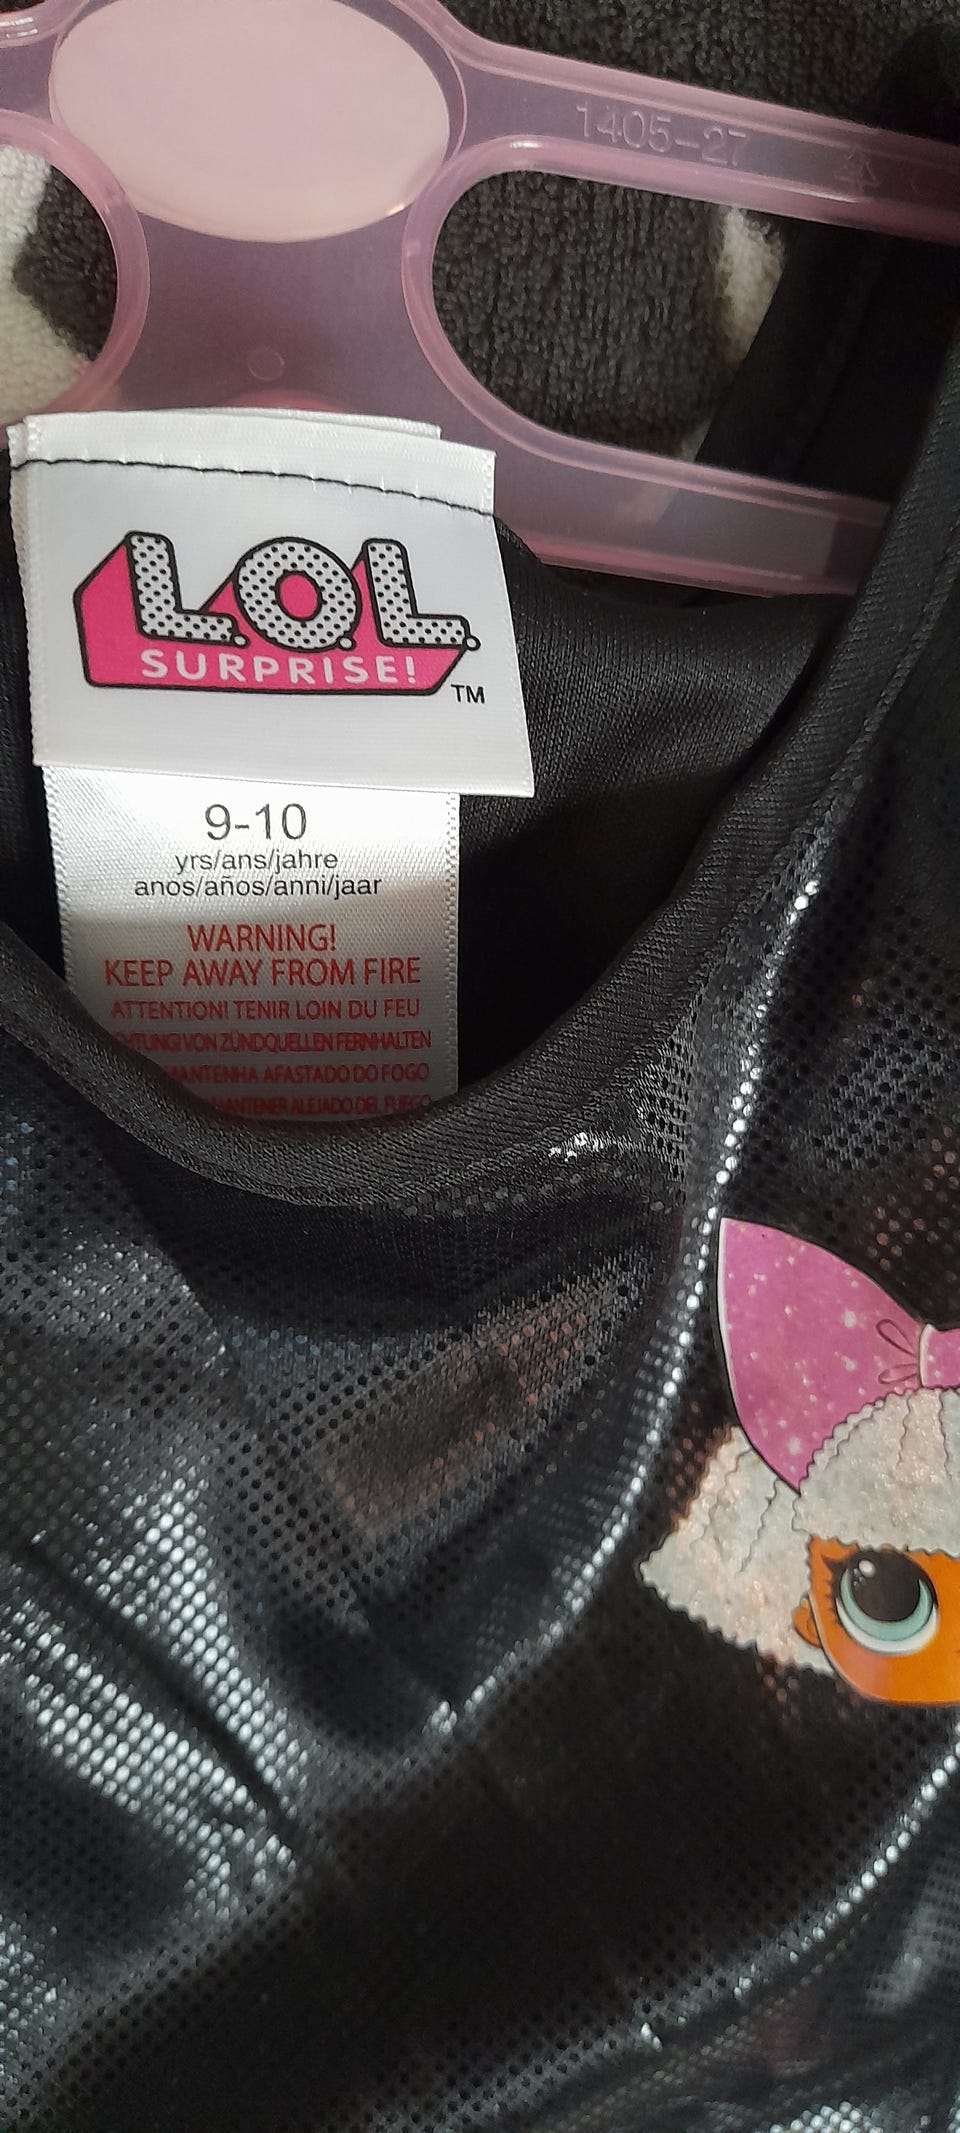 1405-27
L.O.L.
SURPRISE!
TM
9-10
yrs/ans/jahre
anos/años/anni/jaar
WARNING!
KEEP AWAY FROM FIRE
ATTENTION! TENIR LOIN DU FEU
VON ZÜNDQUELLEN FERNHALTEN
MANTENHA AFASTADO DO FOGO
MANTENER ALEJADO DEL FUEGO